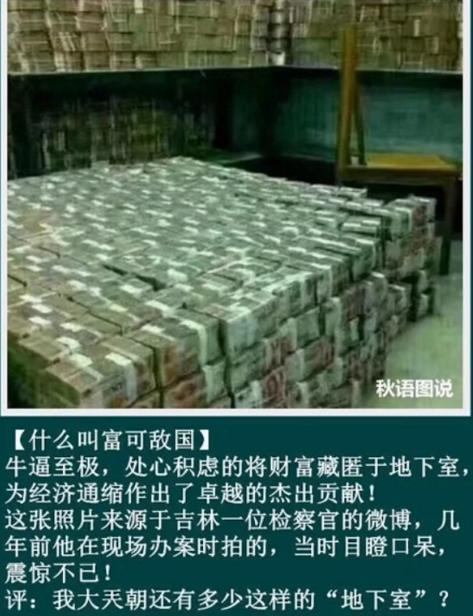 秋语图说
【什么叫富可敌国】
牛逼至极，处心积虑的将财富藏匿于地下室，
为经济通缩作出了卓越的杰出贡献！
这张照片来源于吉林一位检察官的微博，几
年前他在现场办案时拍的，当时目瞪口呆，
震惊不已！
评：我大天朝还有多少这样的“地下室”？